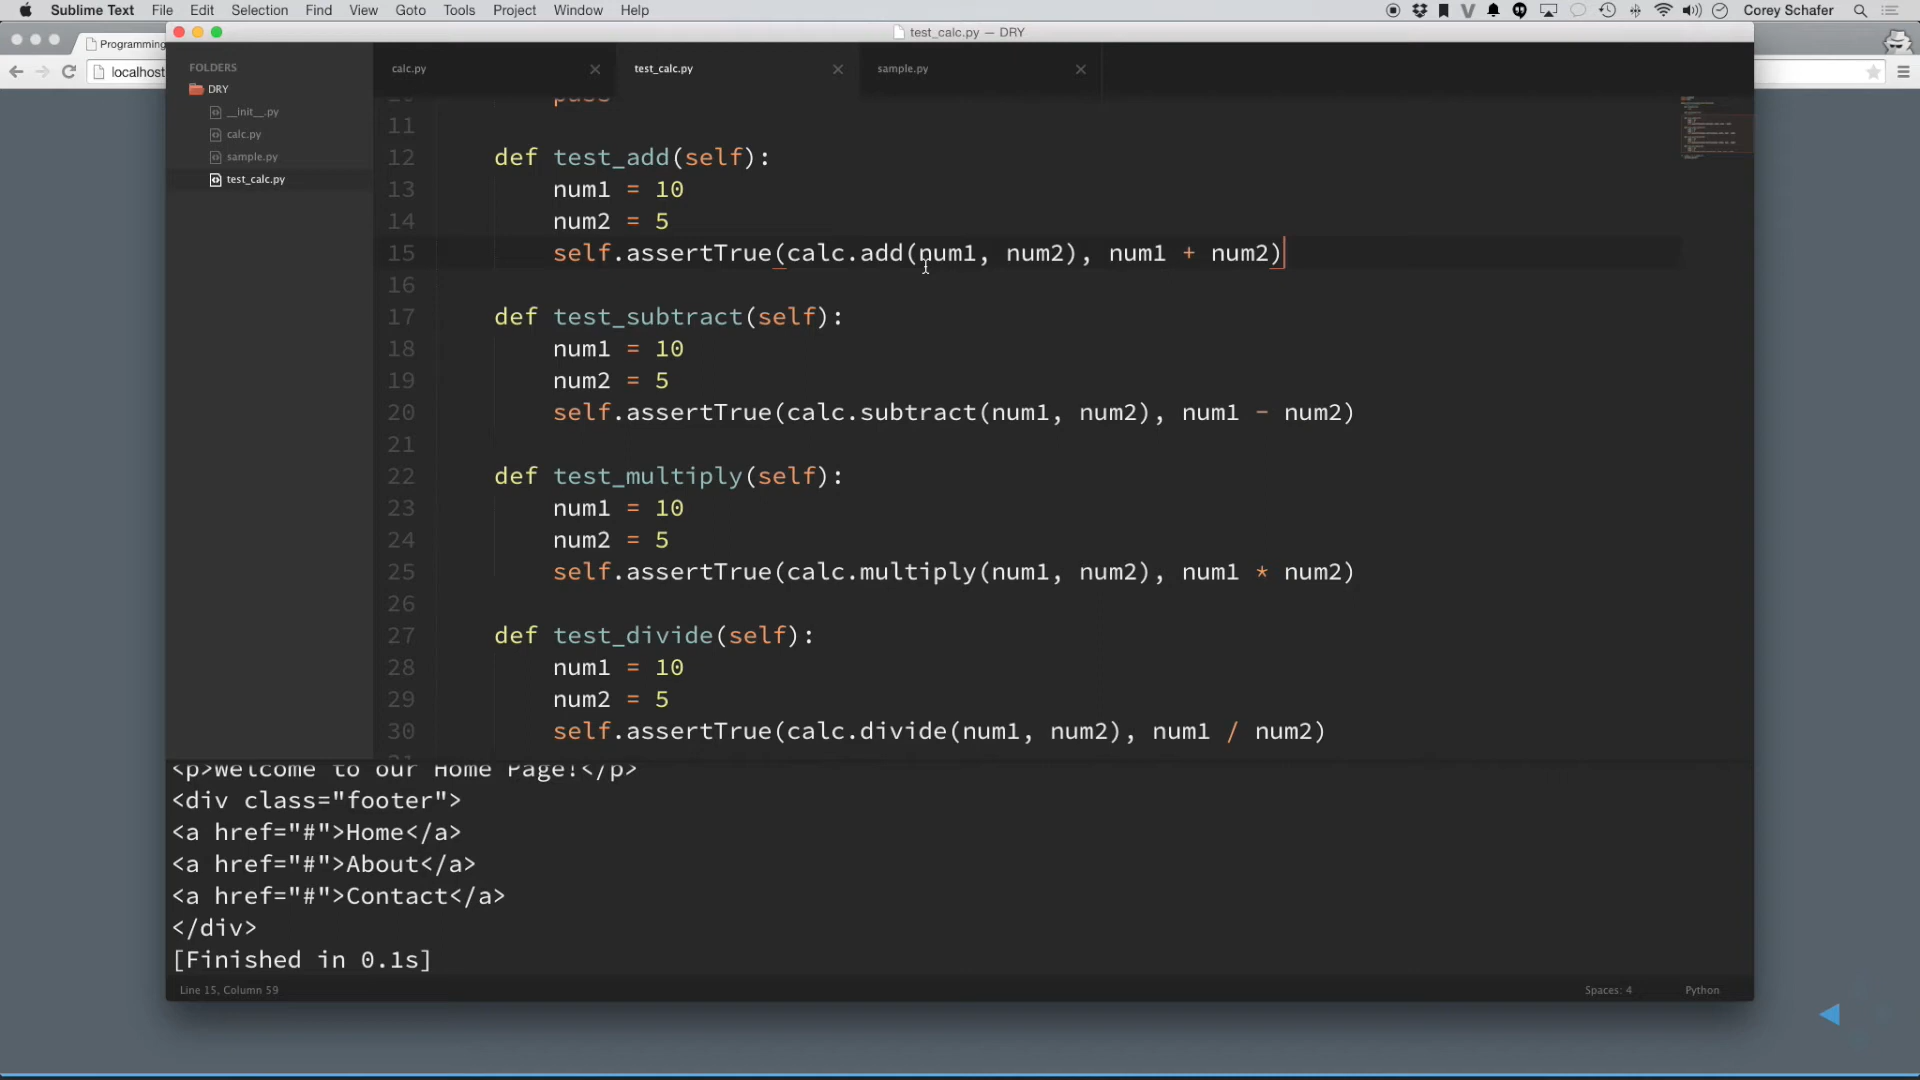 Sublime Text File Edit Selection Find View Goto Tools Project Window Help Corey Schafer
test_calc.py — DRY
Programming
localhost
FOLDERS
DRY
__init__.py
calc.py
sample.py
test_calc.py
calc.py test_calc.py sample.py
10 pass
11
12 def test_add(self):
13 num1 = 10
14 num2 = 5
15 self.assertTrue(calc.add(num1, num2), num1 + num2)
16
17 def test_subtract(self):
18 num1 = 10
19 num2 = 5
20 self.assertTrue(calc.subtract(num1, num2), num1 - num2)
21
22 def test_multiply(self):
23 num1 = 10
24 num2 = 5
25 self.assertTrue(calc.multiply(num1, num2), num1 * num2)
26
27 def test_divide(self):
28 num1 = 10
29 num2 = 5
30 self.assertTrue(calc.divide(num1, num2), num1 / num2)
<p>Welcome to our Home Page!</p>
<div class="footer">
<a href="#">Home</a>
<a href="#">About</a>
<a href="#">Contact</a>
</div>
[Finished in 0.1s]
Line 15, Column 59 Spaces: 4 Python